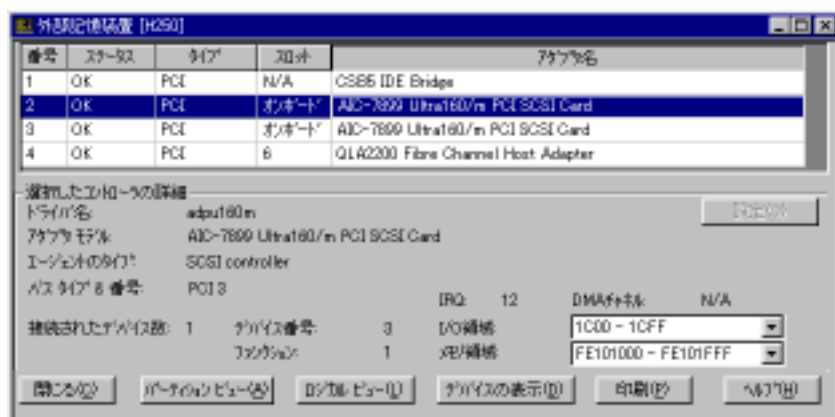 外部記憶装置 [H250]
番号 ステータス タイプ スロット アダプタ名
1 OK PCI N/A CSB5 IDE Bridge
2 OK PCI オンボード AIC-7899 Ultra160/m PCI SCSI Card
3 OK PCI オンボード AIC-7899 Ultra160/m PCI SCSI Card
4 OK PCI 6 QLA2200 Fibre Channel Host Adapter
選択したコントローラの詳細
ドライバ名: adpu160m
アダプタ モデル: AIC-7899 Ultra160/m PCI SCSI Card
エージェントのタイプ: SCSI controller
バス タイプ & 番号: PCI 3
IRQ: 12 DMAチャネル: N/A
接続されたデバイス数: 1 デバイス番号: 3 I/O領域: 1C00 - 1CFF
ファンクション: 1 メモリ領域: FE101000 - FE101FFF
閉じる(C) パーティション ビュー(A) ロジカル ビュー(L) デバイスの表示(D) 印刷(P) ヘルプ(H)